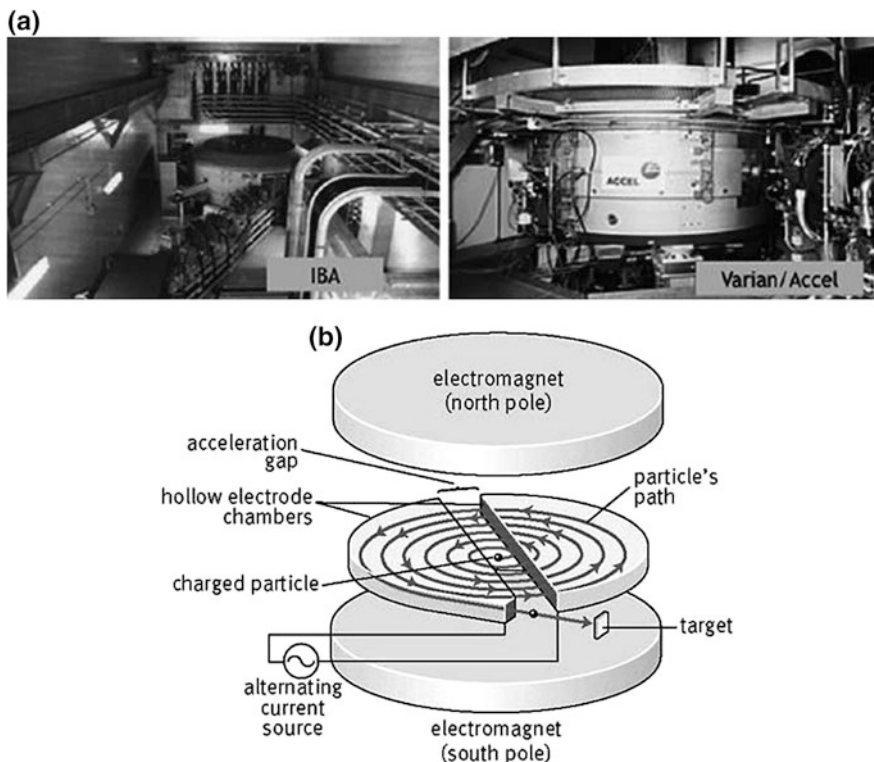 (a)
IBA
ACCEL
Varian/Accel
(b)
electromagnet
(north pole)
acceleration
gap
hollow electrode
chambers
particle's
path
charged particle
target
alternating
current
source
electromagnet
(south pole)